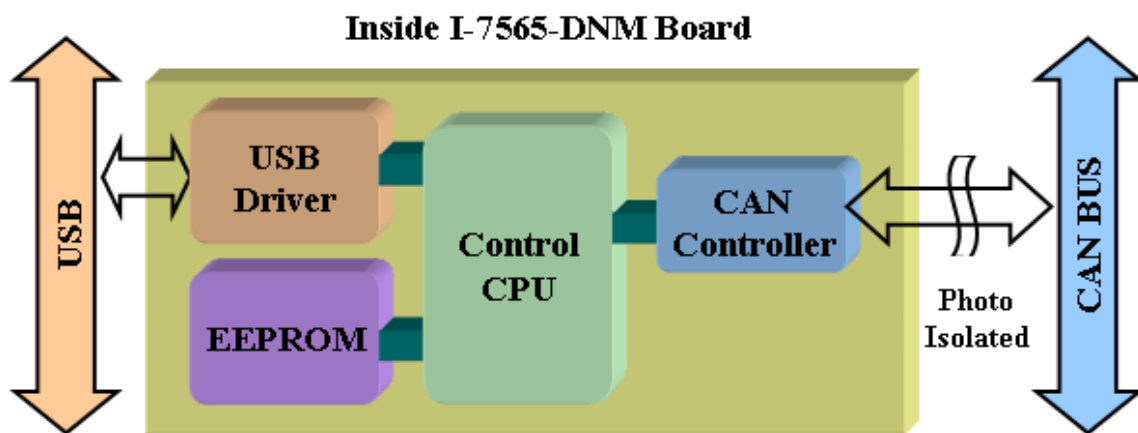 Inside I-7565-DNM Board
USB
USB
Driver
EEPROM
Control
CPU
CAN
Controller
Photo
Isolated
CAN BUS